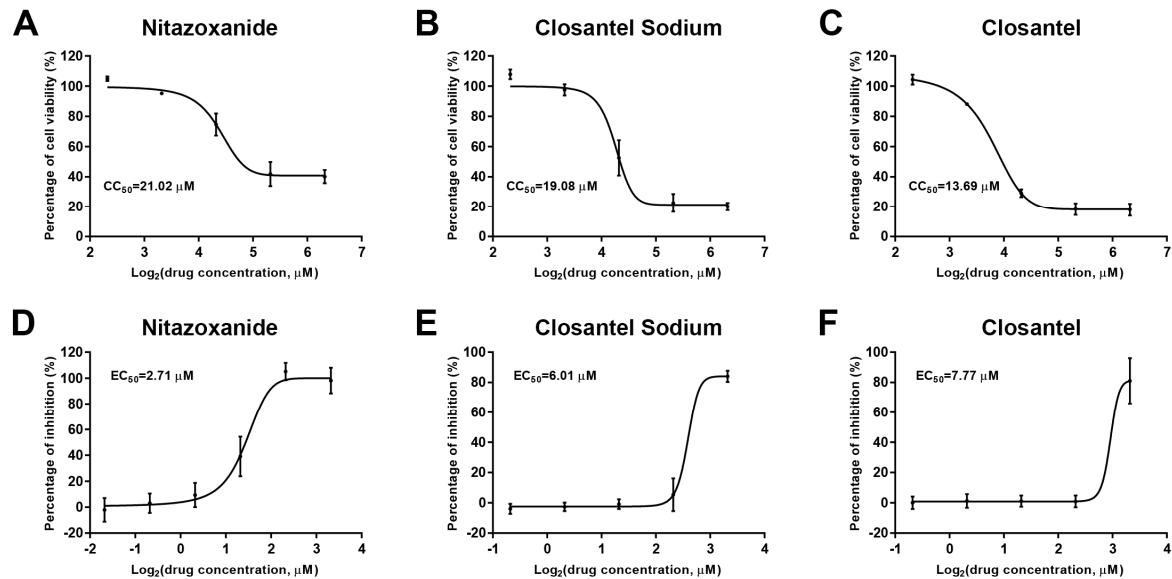 A
Nitazoxanide
Percentage of cell viability (%)
120
100
80
60
40
20
0
CC₅₀=21.02 μM
2 3 4 5 6 7
Log₂(drug concentration, μM)
B
Closantel Sodium
Percentage of cell viability (%)
120
100
80
60
40
20
0
CC₅₀=19.08 μM
2 3 4 5 6 7
Log₂(drug concentration, μM)
C
Closantel
Percentage of cell viability (%)
120
100
80
60
40
20
0
CC₅₀=13.69 μM
2 3 4 5 6 7
Log₂(drug concentration, μM)
D
Nitazoxanide
Percentage of inhibition (%)
120
100
80
60
40
20
0
-20
EC₅₀=2.71 μM
-2 -1 0 1 2 3 4
Log₂(drug concentration, μM)
E
Closantel Sodium
Percentage of inhibition (%)
100
80
60
40
20
0
-20
EC₅₀=6.01 μM
-1 0 1 2 3 4
Log₂(drug concentration, μM)
F
Closantel
Percentage of inhibition (%)
100
80
60
40
20
0
-20
EC₅₀=7.77 μM
-1 0 1 2 3 4
Log₂(drug concentration, μM)